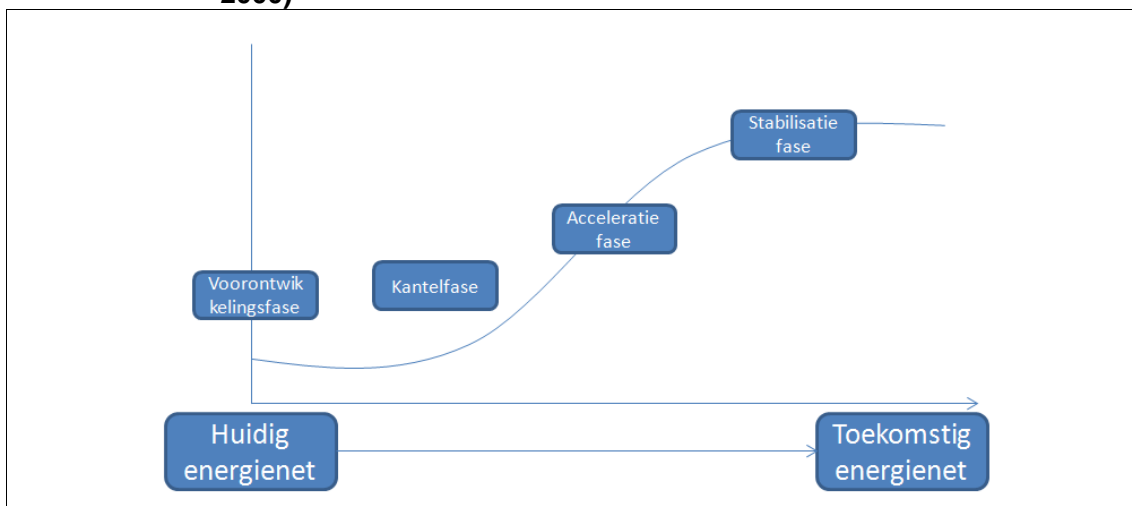 Stabilisatie
fase
Acceleratie
fase
Voorontwik
kelingsfase
Kantelfase
Huidig
energienet
Toekomstig
energienet